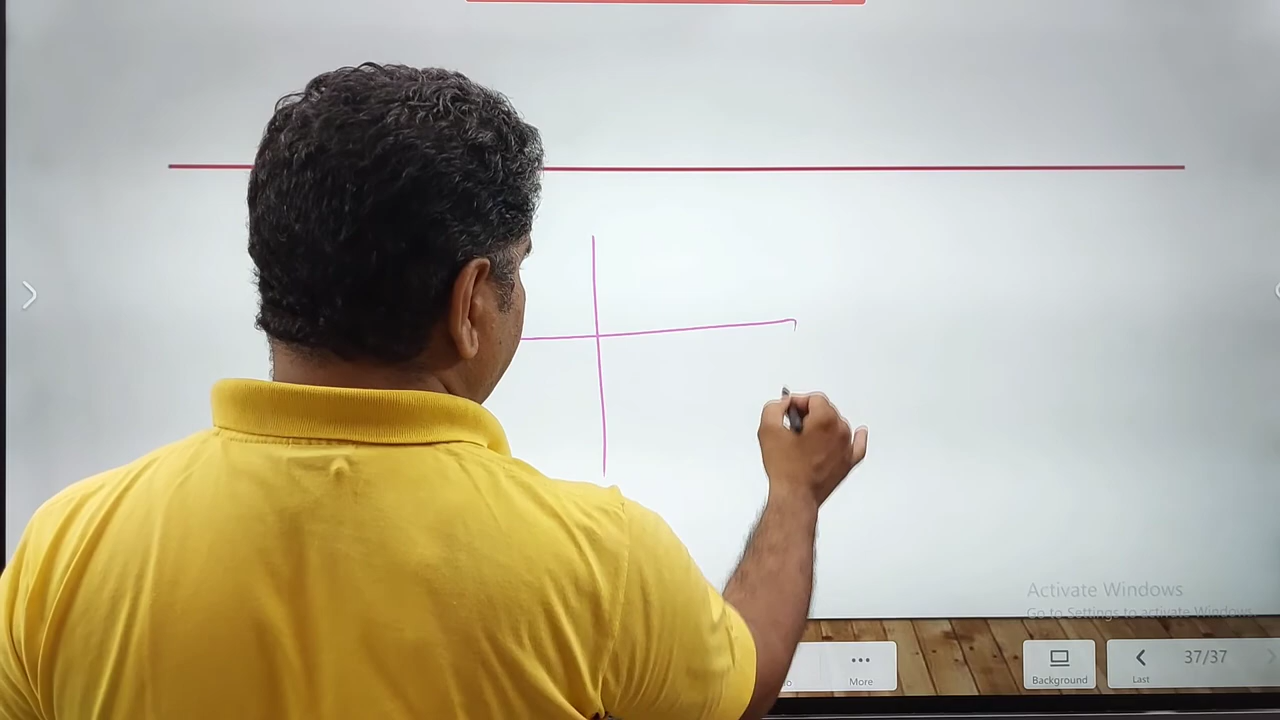 Activate Windows
Go to Settings to activate Windows.
More
Background
Last
37/37